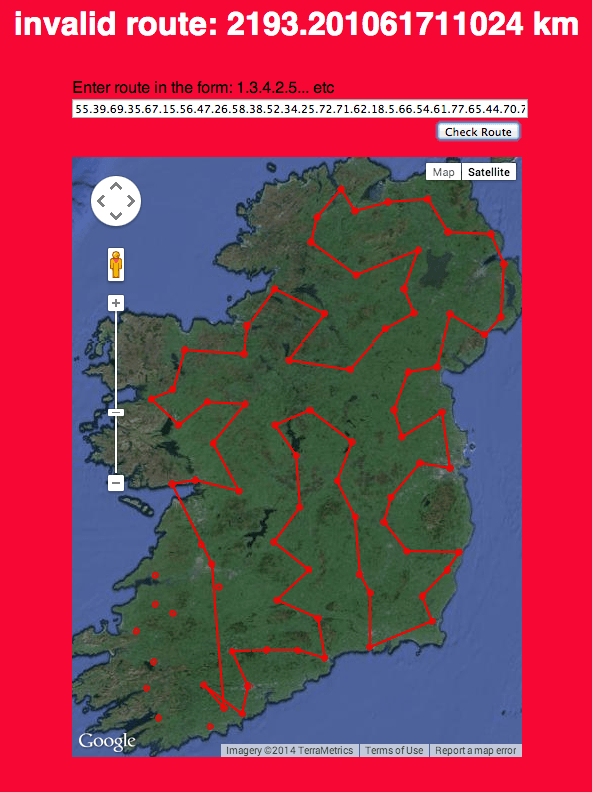 invalid route: 2193.201061711024 km
Enter route in the form: 1.3.4.2.5... etc
55.39.69.35.67.15.56.47.26.58.38.52.34.25.72.71.62.18.5.66.54.61.77.65.44.70.7
Check Route
Map Satellite
+
−
Google
Imagery ©2014 TerraMetrics Terms of Use Report a map error